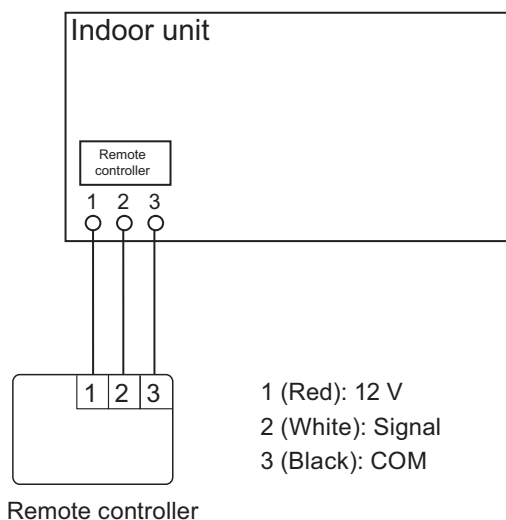 Indoor unit
Remote
controller
1 2 3
1 2 3
1 (Red): 12 V
2 (White): Signal
3 (Black): COM
Remote controller